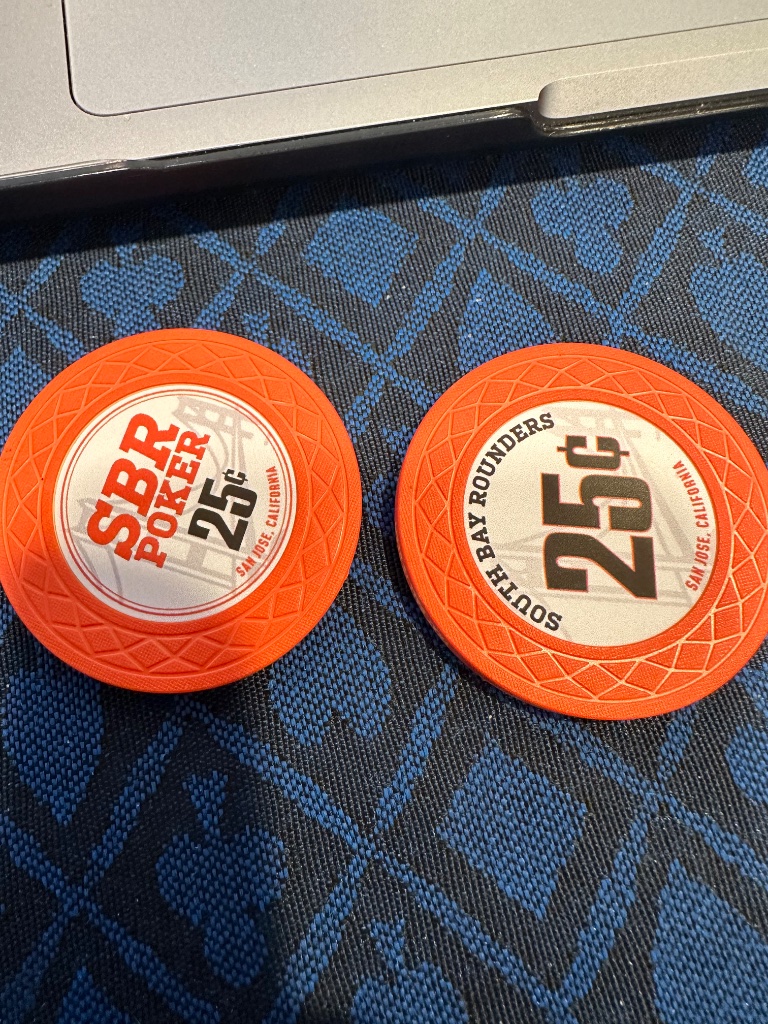 SBR
POKER
25¢
SAN JOSE, CALIFORNIA
SOUTH BAY ROUNDERS
25¢
SAN JOSE, CALIFORNIA